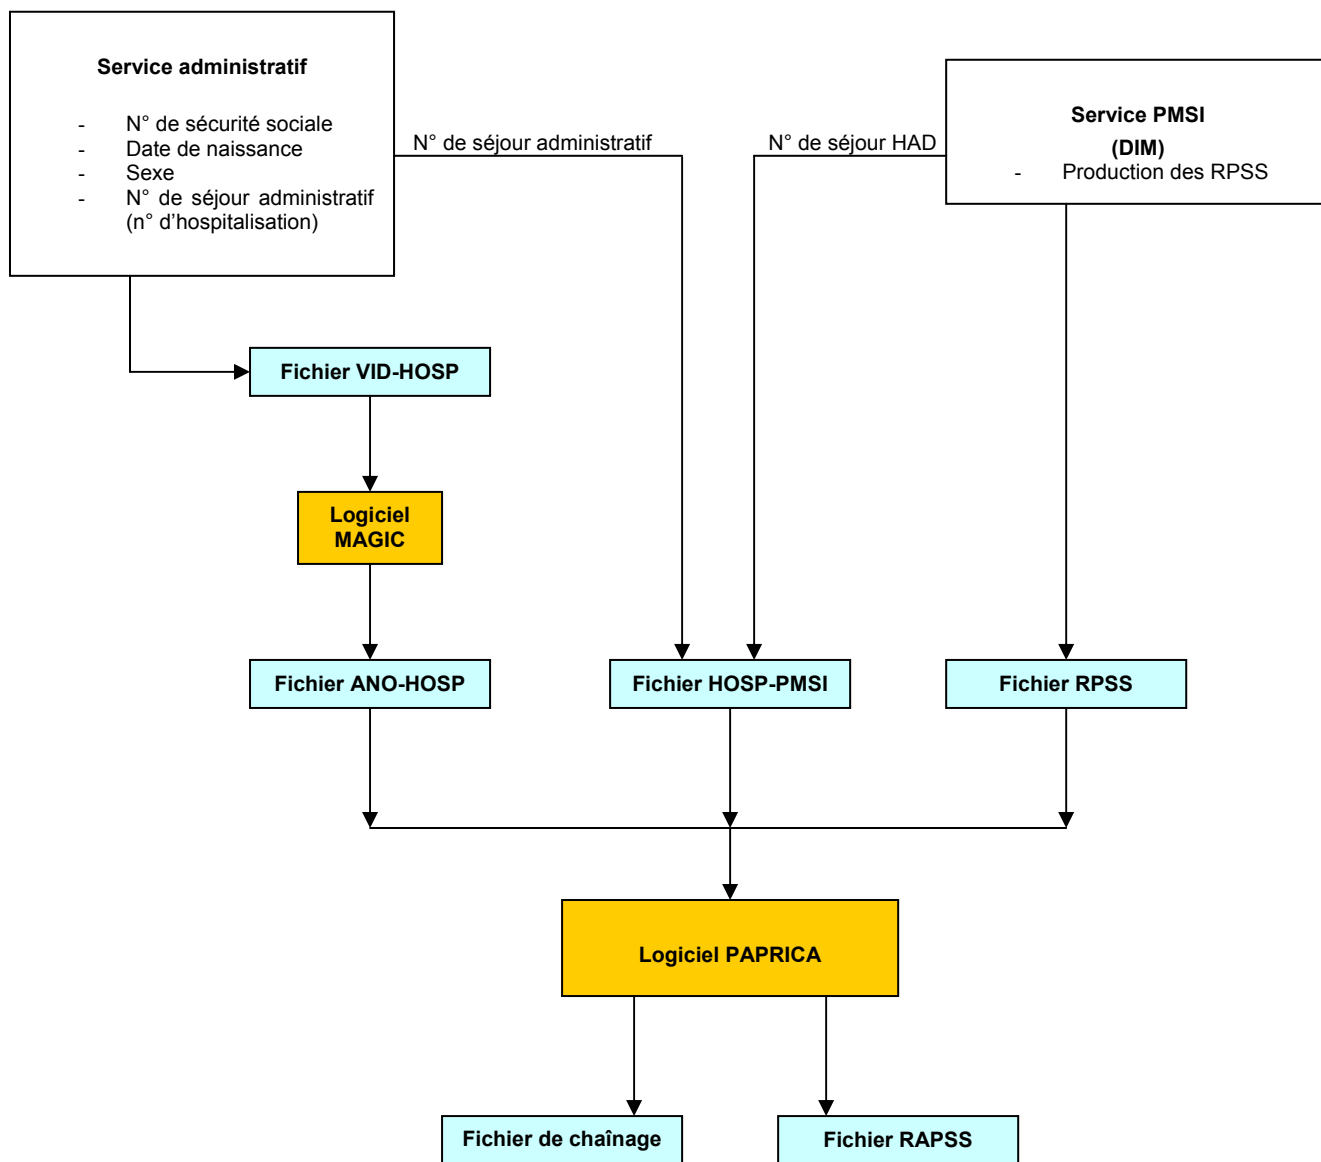 Service administratif
- N° de sécurité sociale
- Date de naissance
- Sexe
- N° de séjour administratif
(n° d'hospitalisation)
N° de séjour administratif
N° de séjour HAD
Service PMSI
(DIM)
- Production des RPSS
Fichier VID-HOSP
Logiciel
MAGIC
Fichier ANO-HOSP
Fichier HOSP-PMSI
Fichier RPSS
Logiciel PAPRICA
Fichier de chaînage
Fichier RAPSS